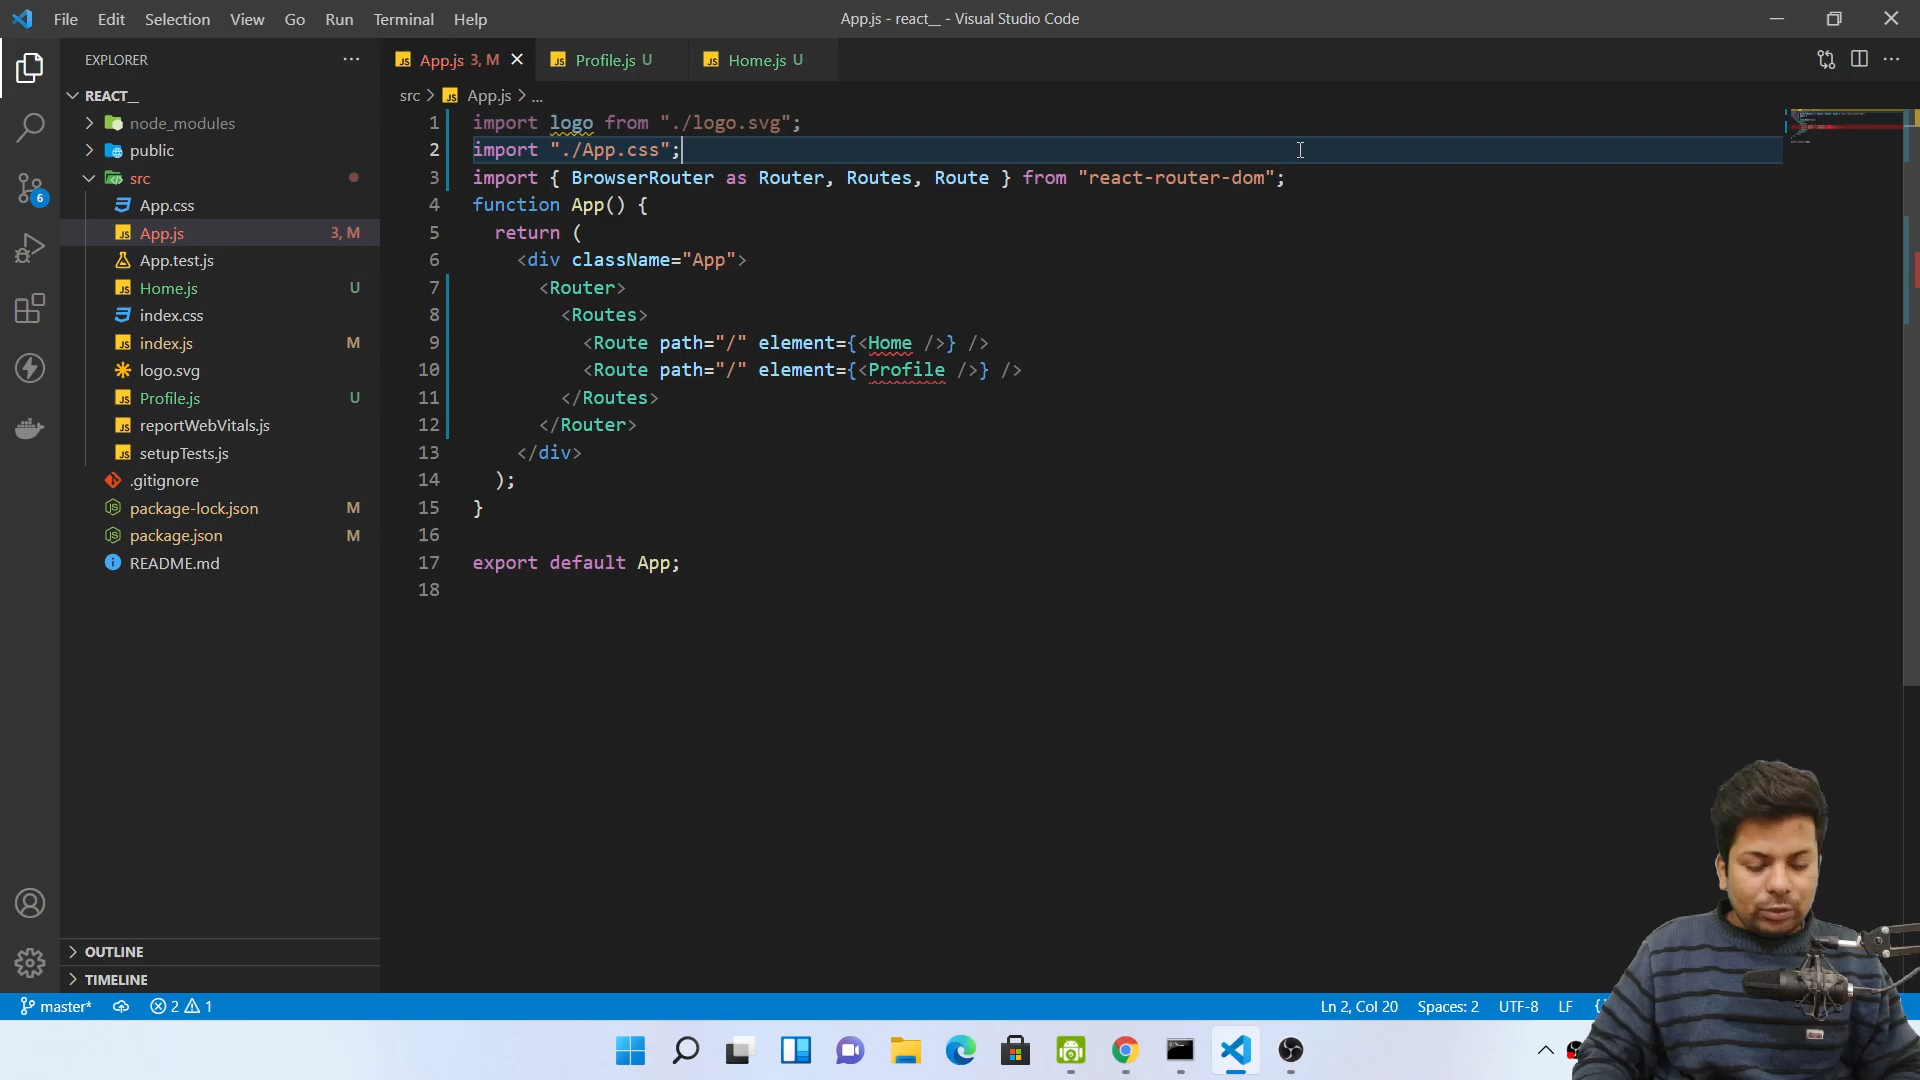 File Edit Selection View Go Run Terminal Help
App.js - react__ - Visual Studio Code
EXPLORER
REACT__
node_modules
public
src
App.css
App.js 3, M
App.test.js
Home.js U
index.css
index.js M
logo.svg
Profile.js U
reportWebVitals.js
setupTests.js
.gitignore
package-lock.json M
package.json M
README.md
OUTLINE
TIMELINE
App.js 3, M
Profile.js U
Home.js U
src > App.js > ...
1 import logo from "./logo.svg";
2 import "./App.css";
3 import { BrowserRouter as Router, Routes, Route } from "react-router-dom";
4 function App() {
5 return (
6 <div className="App">
7 <Router>
8 <Routes>
9 <Route path="/" element={<Home />} />
10 <Route path="/" element={<Profile />} />
11 </Routes>
12 </Router>
13 </div>
14 );
15 }
16
17 export default App;
18
6
master* 2 1
Ln 2, Col 20 Spaces: 2 UTF-8 LF